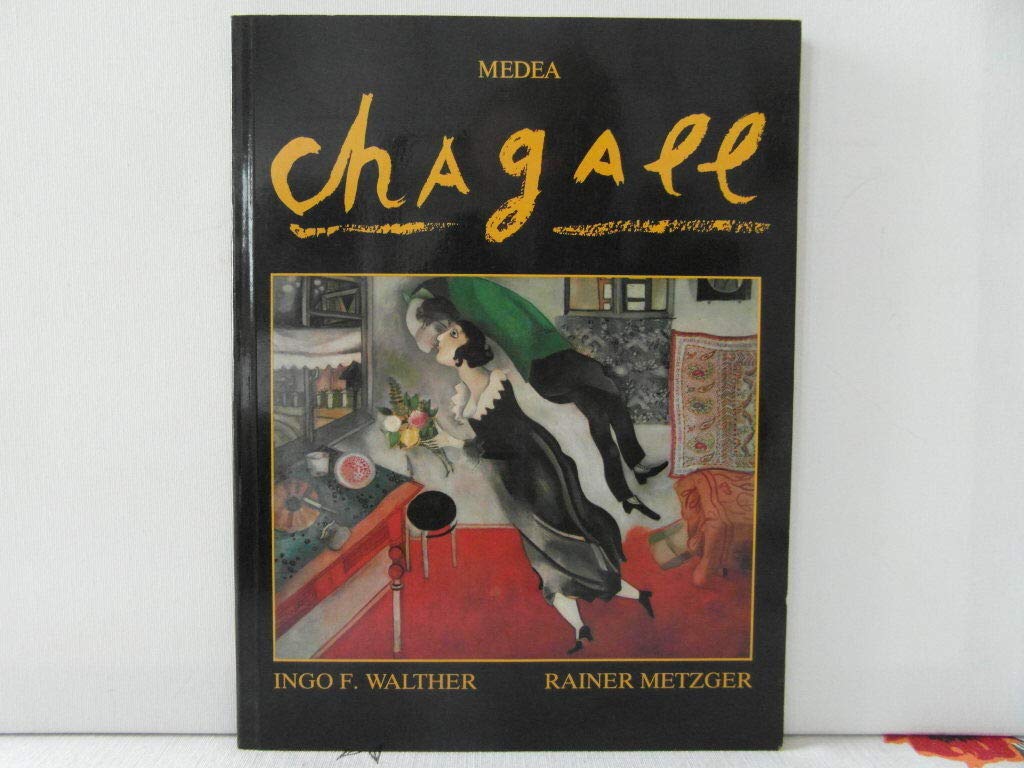 MEDEA
chagall
INGO F. WALTHER
RAINER METZGER